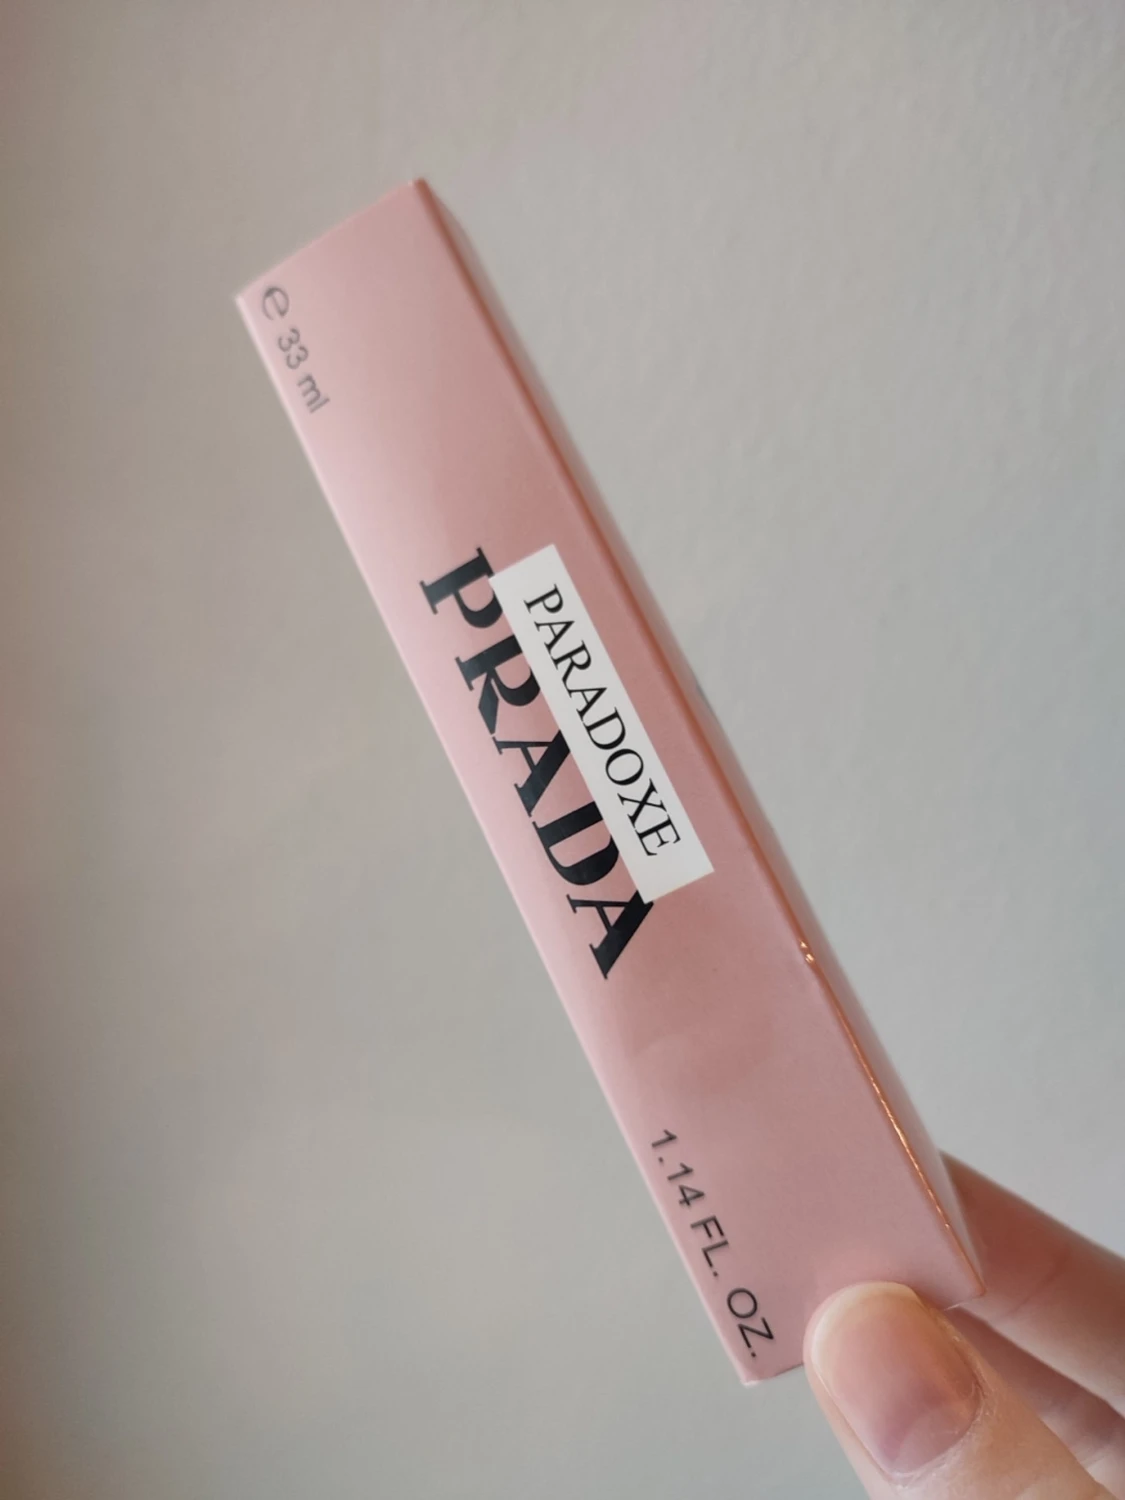 ℮ 33 ml
PRADA
PARADOXE
1.14 FL. OZ.